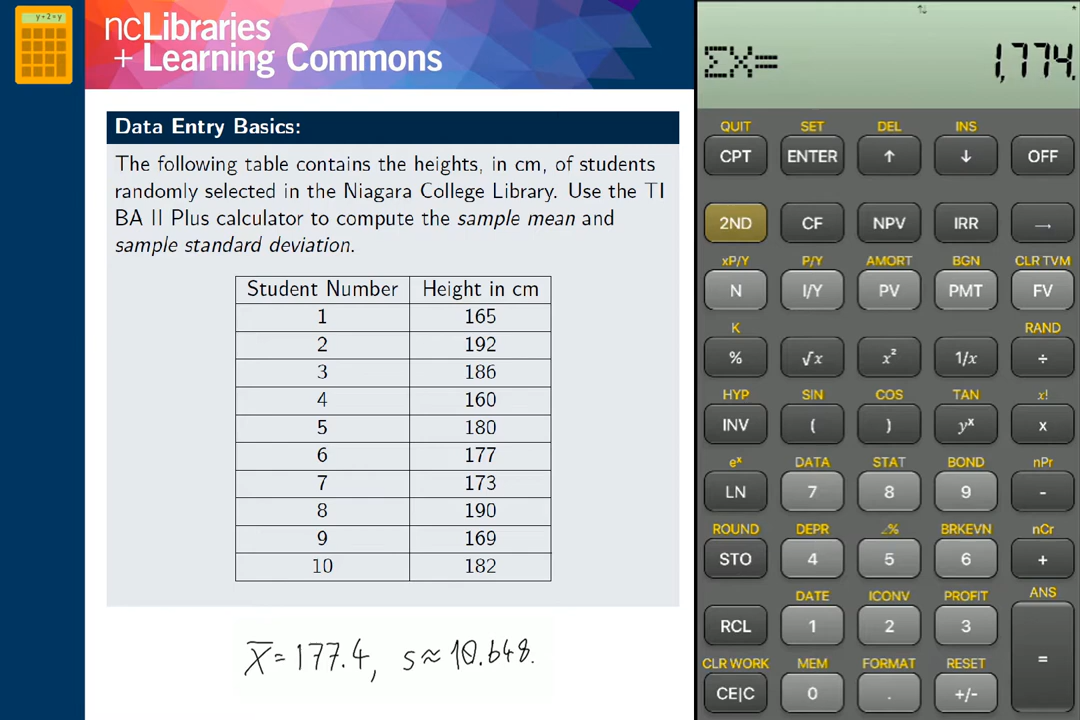 y+2=y
ncLibraries
+ Learning Commons
Data Entry Basics:
The following table contains the heights, in cm, of students
randomly selected in the Niagara College Library. Use the TI
BA II Plus calculator to compute the sample mean and
sample standard deviation.
Student Number Height in cm
1 165
2 192
3 186
4 160
5 180
6 177
7 173
8 190
9 169
10 182
x̄ = 177.4, s ≈ 10.648.
ΣX= 1,774.
QUIT SET DEL INS
CPT ENTER ↑ ↓ OFF
2ND CF NPV IRR →
xP/Y P/Y AMORT BGN CLR TVM
N I/Y PV PMT FV
K RAND
% √x x² 1/x ÷
HYP SIN COS TAN x!
INV ( ) yˣ x
eˣ DATA STAT BOND nPr
LN 7 8 9 -
ROUND DEPR ⊿% BRKEVN nCr
STO 4 5 6 +
DATE ICONV PROFIT ANS
RCL 1 2 3
CLR WORK MEM FORMAT RESET
CE|C 0 . +/- =